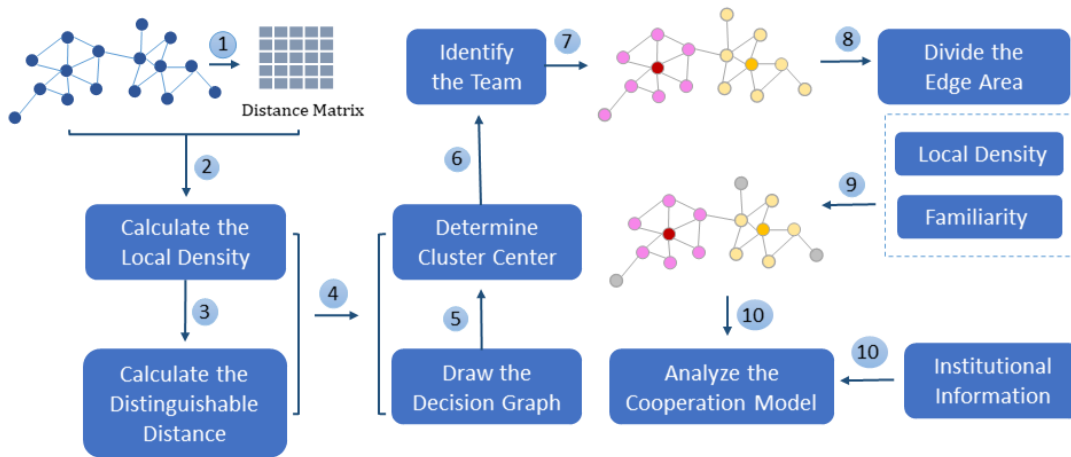 1
Distance Matrix
2
Calculate the
Local Density
3
Calculate the
Distinguishable
Distance
4
Draw the
Decision Graph
5
Determine
Cluster Center
6
Identify
the Team
7
8
Divide the
Edge Area
Local Density
Familiarity
9
10
Analyze the
Cooperation Model
10
Institutional
Information